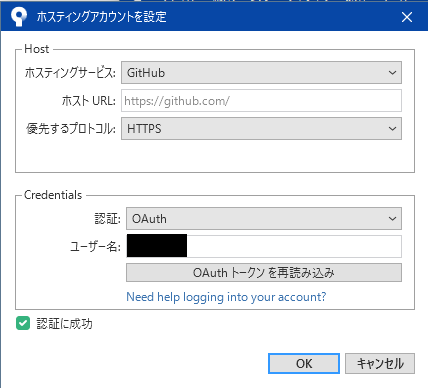 ホスティングアカウントを設定
Host
ホスティングサービス: GitHub
ホスト URL: https://github.com/
優先するプロトコル: HTTPS
Credentials
認証: OAuth
ユーザー名:
OAuth トークン を再読み込み
Need help logging into your account?
認証に成功
OK キャンセル